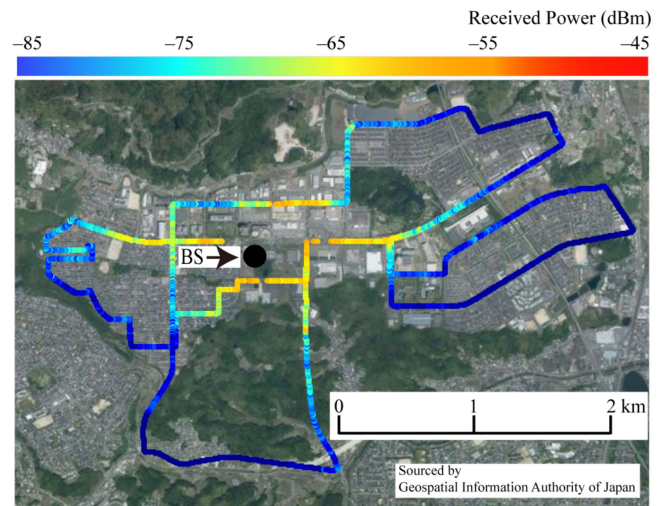 Received Power (dBm)
−85 −75 −65 −55 −45
BS
0 1 2 km
Sourced by
Geospatial Information Authority of Japan